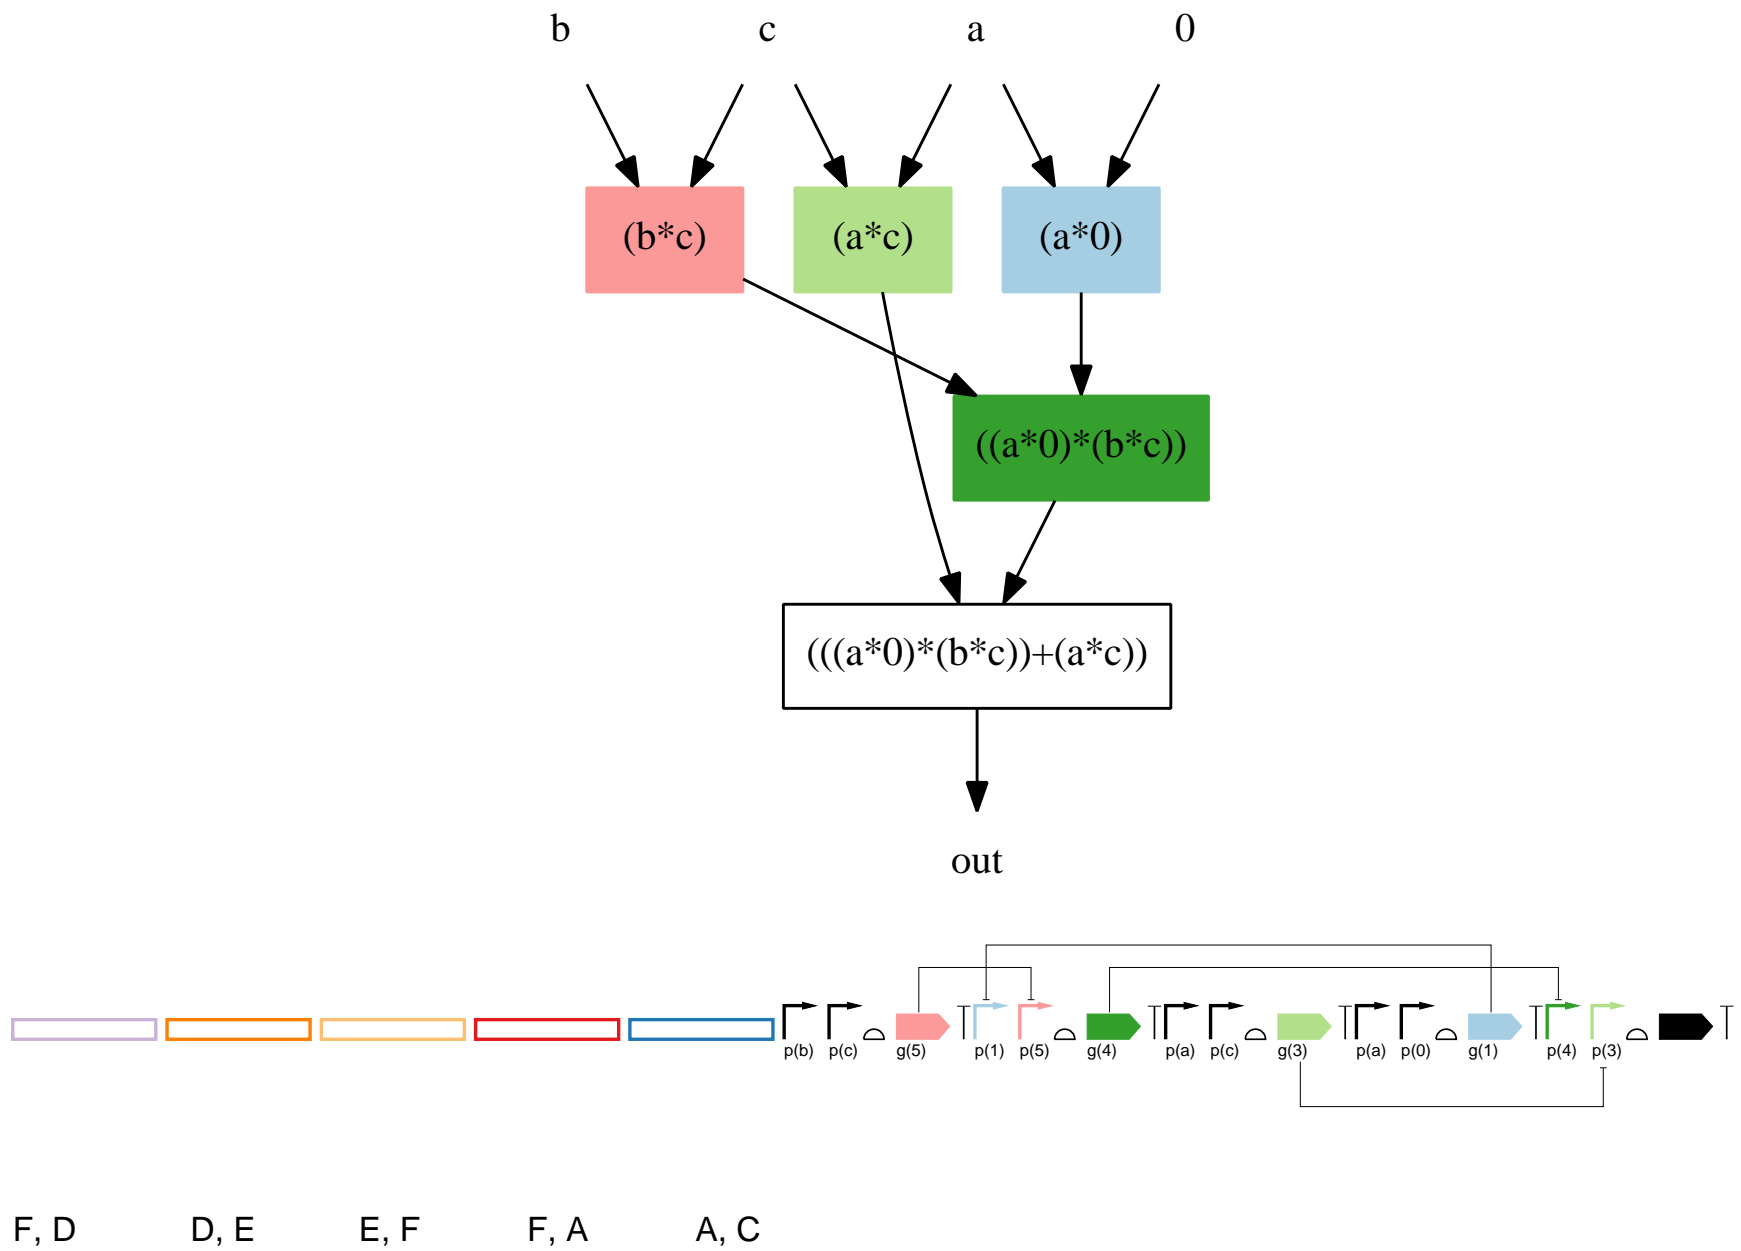 b c a 0
(b*c) (a*c) (a*0)
((a*0)*(b*c))
(((a*0)*(b*c))+(a*c))
out
p(b) p(c) g(5) p(1) p(5) g(4) p(a) p(c) g(3) p(a) p(0) g(1) p(4) p(3)
F, D D, E E, F F, A A, C